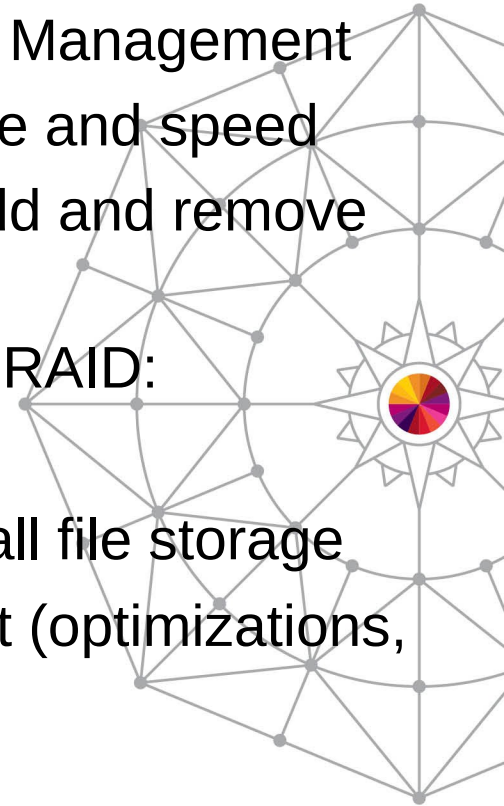 Management
e and speed
ld and remove
RAID:
all file storage
t (optimizations,